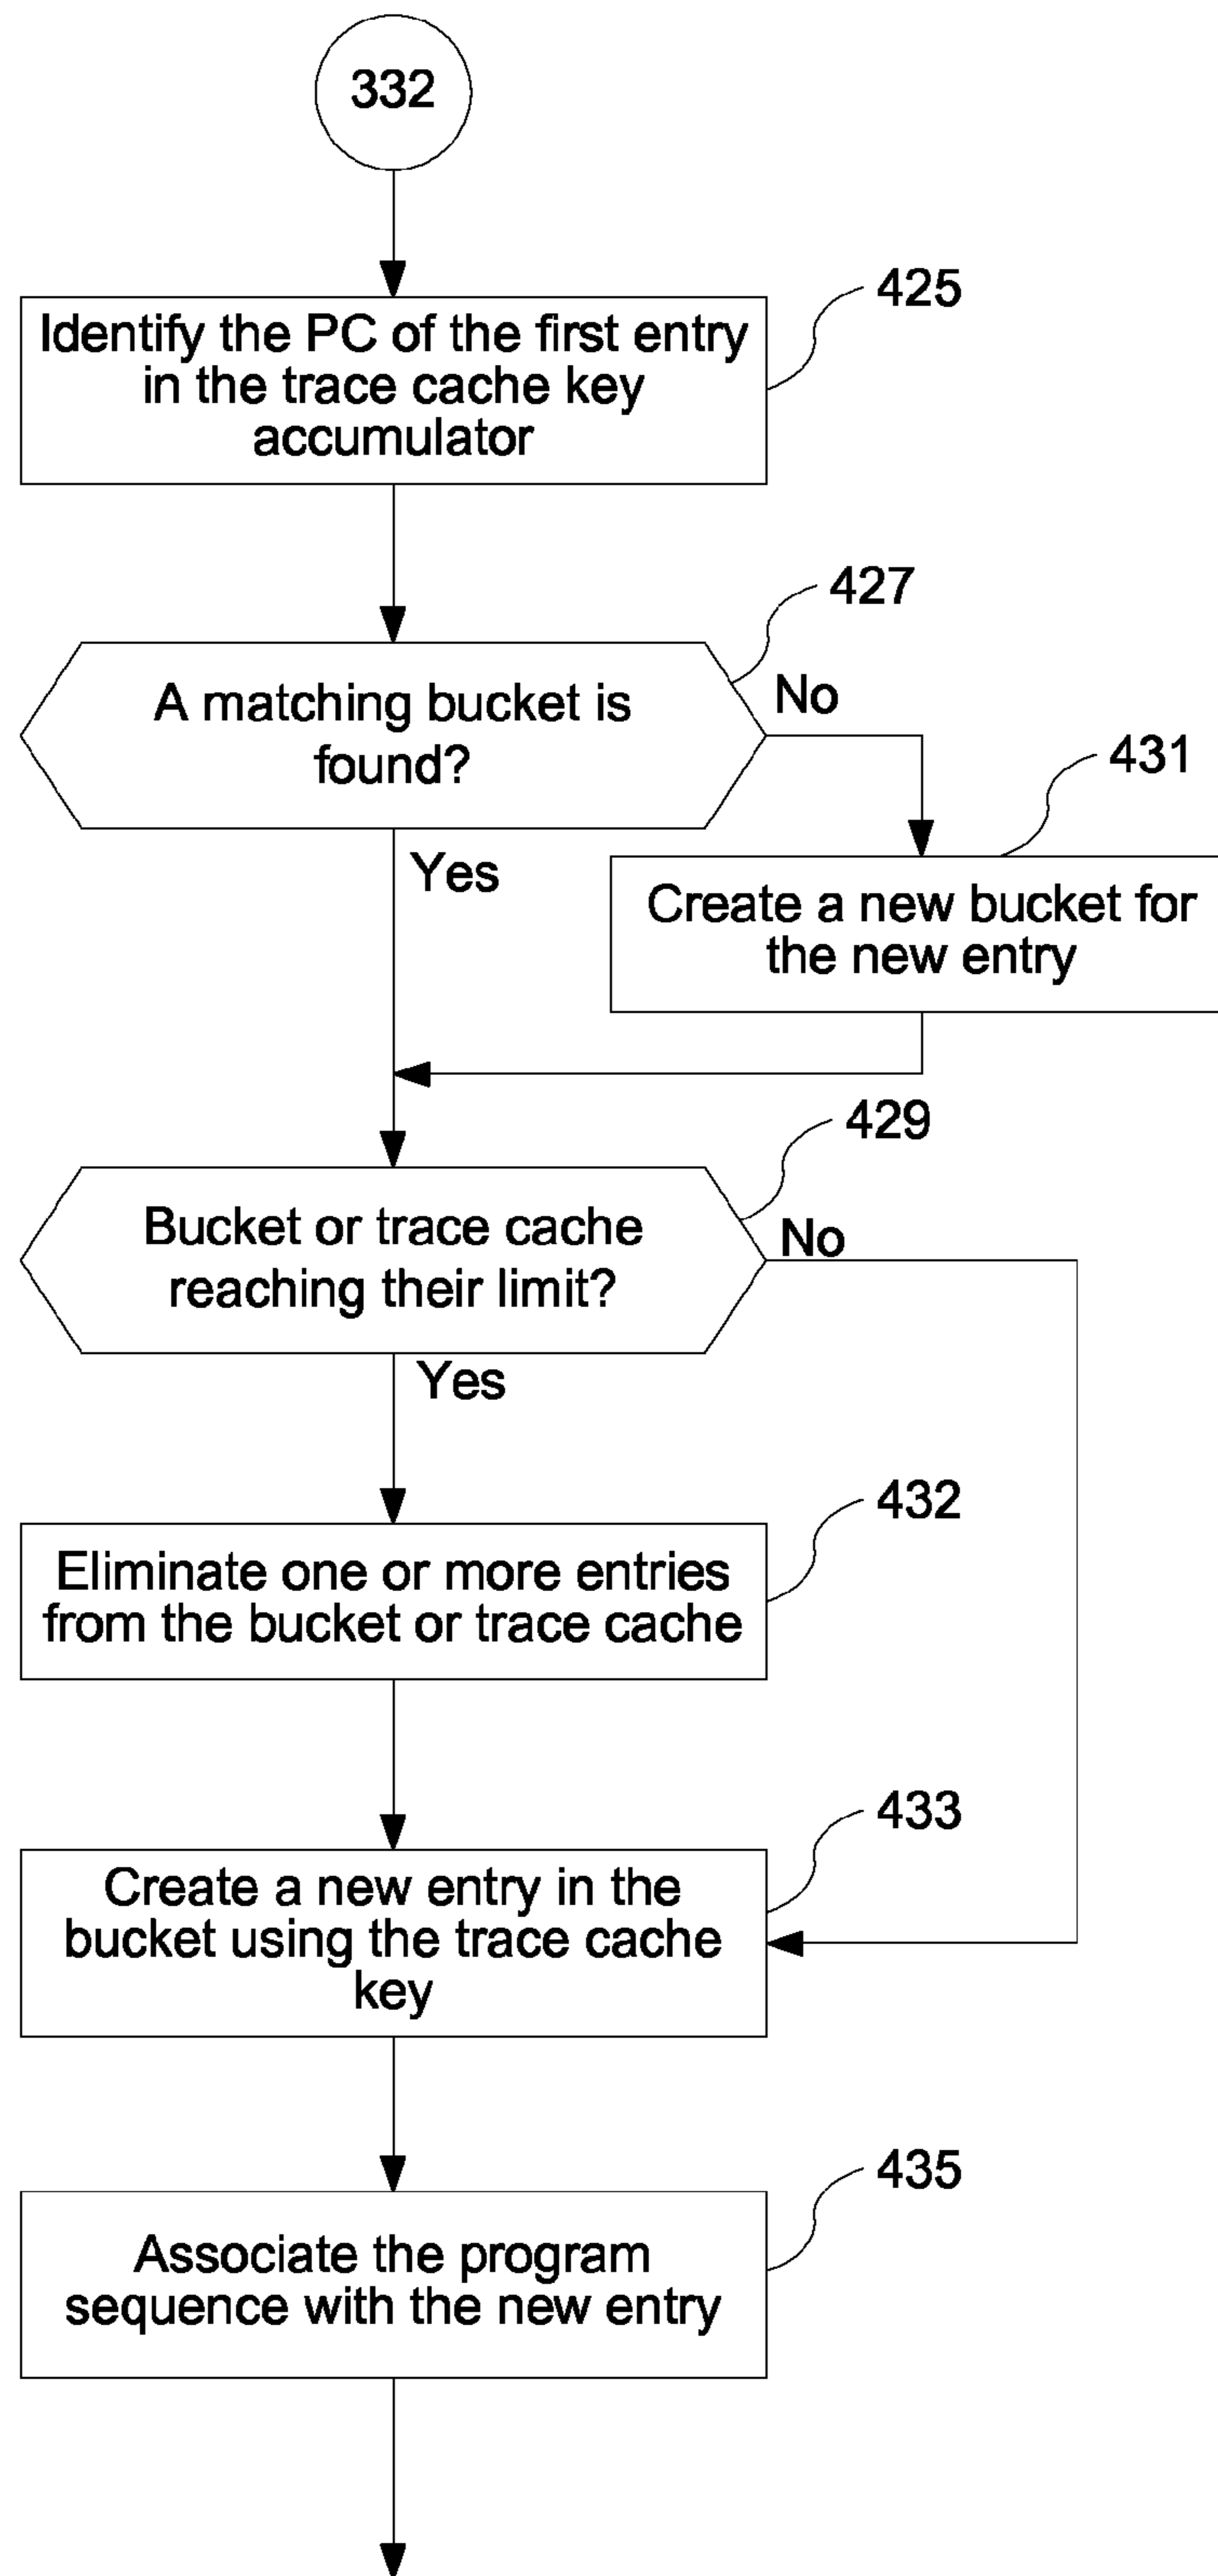 332
425
Identify the PC of the first entry
in the trace cache key
accumulator
427
A matching bucket is
found?
No
431
Yes
Create a new bucket for
the new entry
429
Bucket or trace cache
reaching their limit?
No
Yes
432
Eliminate one or more entries
from the bucket or trace cache
433
Create a new entry in the
bucket using the trace cache
key
435
Associate the program
sequence with the new entry